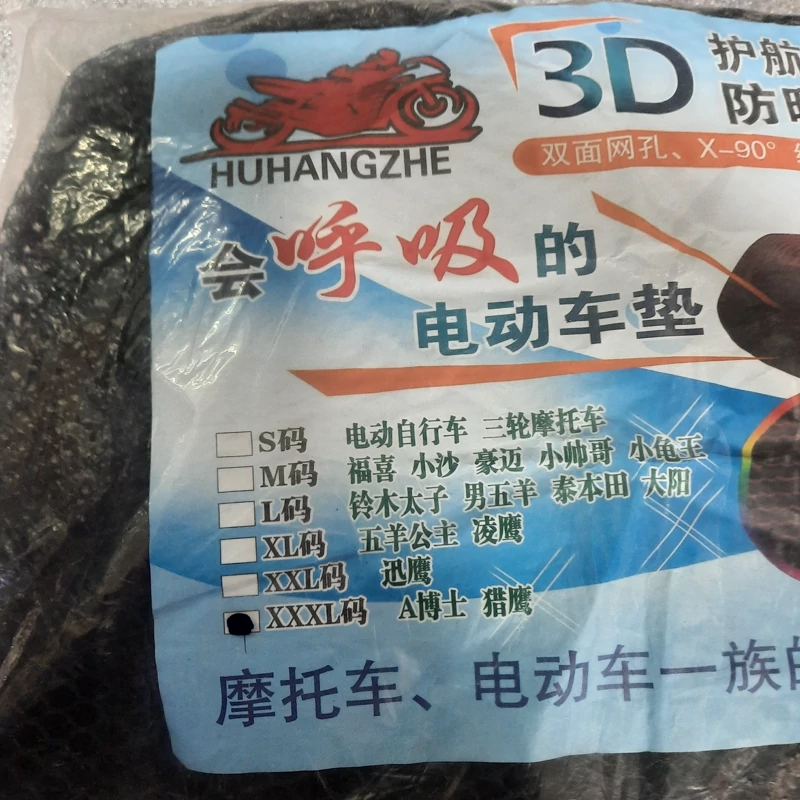 3D 护航
防晒
HUHANGZHE
双面网孔、X-90°
会呼吸的
电动车垫
S码 电动自行车 三轮摩托车
M码 福喜 小沙 豪迈 小帅哥 小龟王
L码 铃木太子 男五羊 泰本田 大阳
XL码 五羊公主 凌鹰
XXL码 迅鹰
XXXL码 A博士 猎鹰
摩托车、电动车一族的